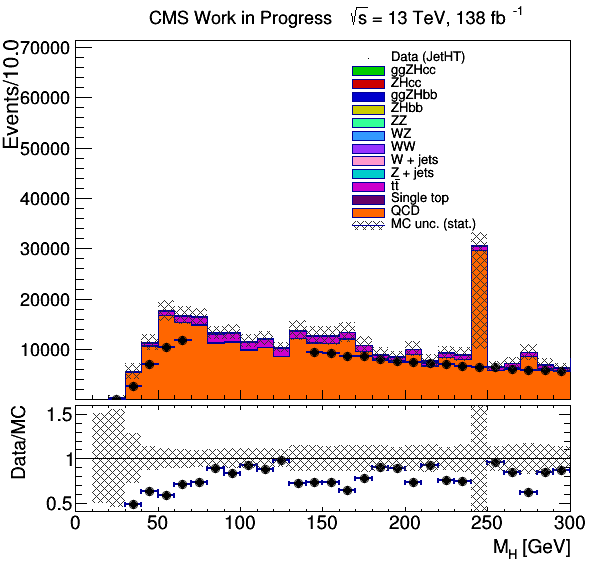 CMS Work in Progress √s = 13 TeV, 138 fb⁻¹
Events/10.0
70000
60000
50000
40000
30000
20000
10000
Data (JetHT)
ggZHcc
ZHcc
ggZHbb
ZHbb
ZZ
WZ
WW
W + jets
Z + jets
tt̄
Single top
QCD
MC unc. (stat.)
Data/MC
1.5
1
0.5
0 50 100 150 200 250 300
M_H [GeV]